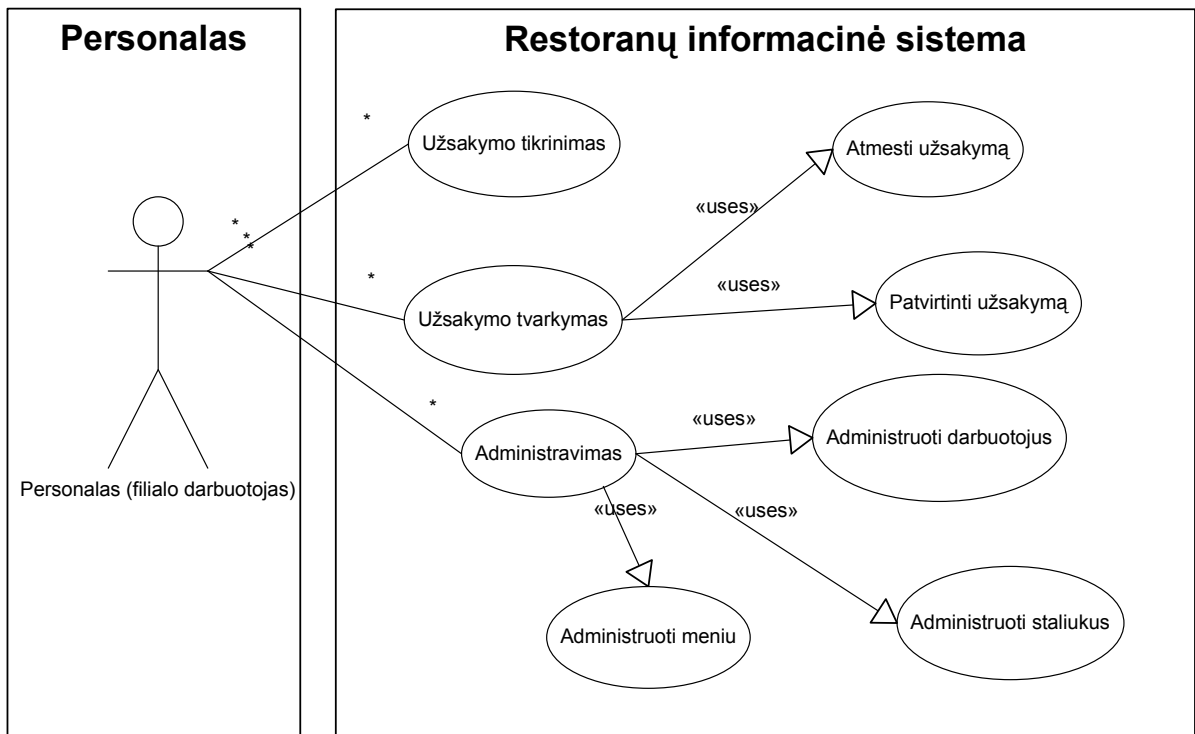 Personalas
Restoranų informacinė sistema
*
Užsakymo tikrinimas
Atmesti užsakymą
«uses»
*
*
*
*
«uses»
Užsakymo tvarkymas
Patvirtinti užsakymą
*
«uses»
Administravimas
Administruoti darbuotojus
Personalas (filialo darbuotojas)
«uses»
«uses»
Administruoti meniu
Administruoti staliukus